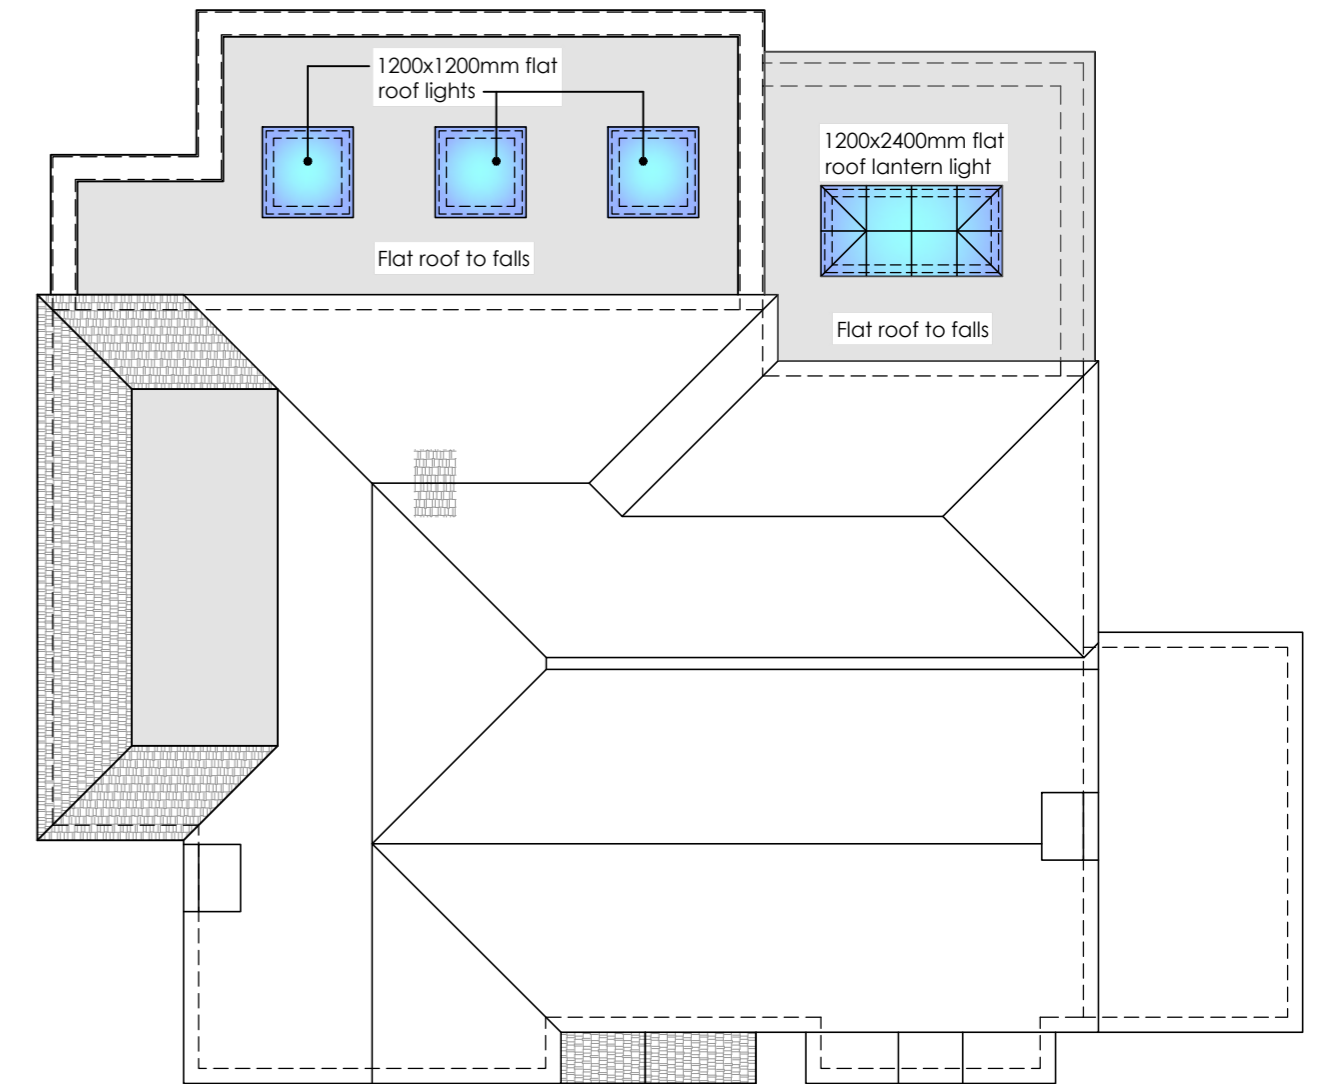 1200x1200mm flat
roof lights
1200x2400mm flat
roof lantern light
Flat roof to falls
Flat roof to falls